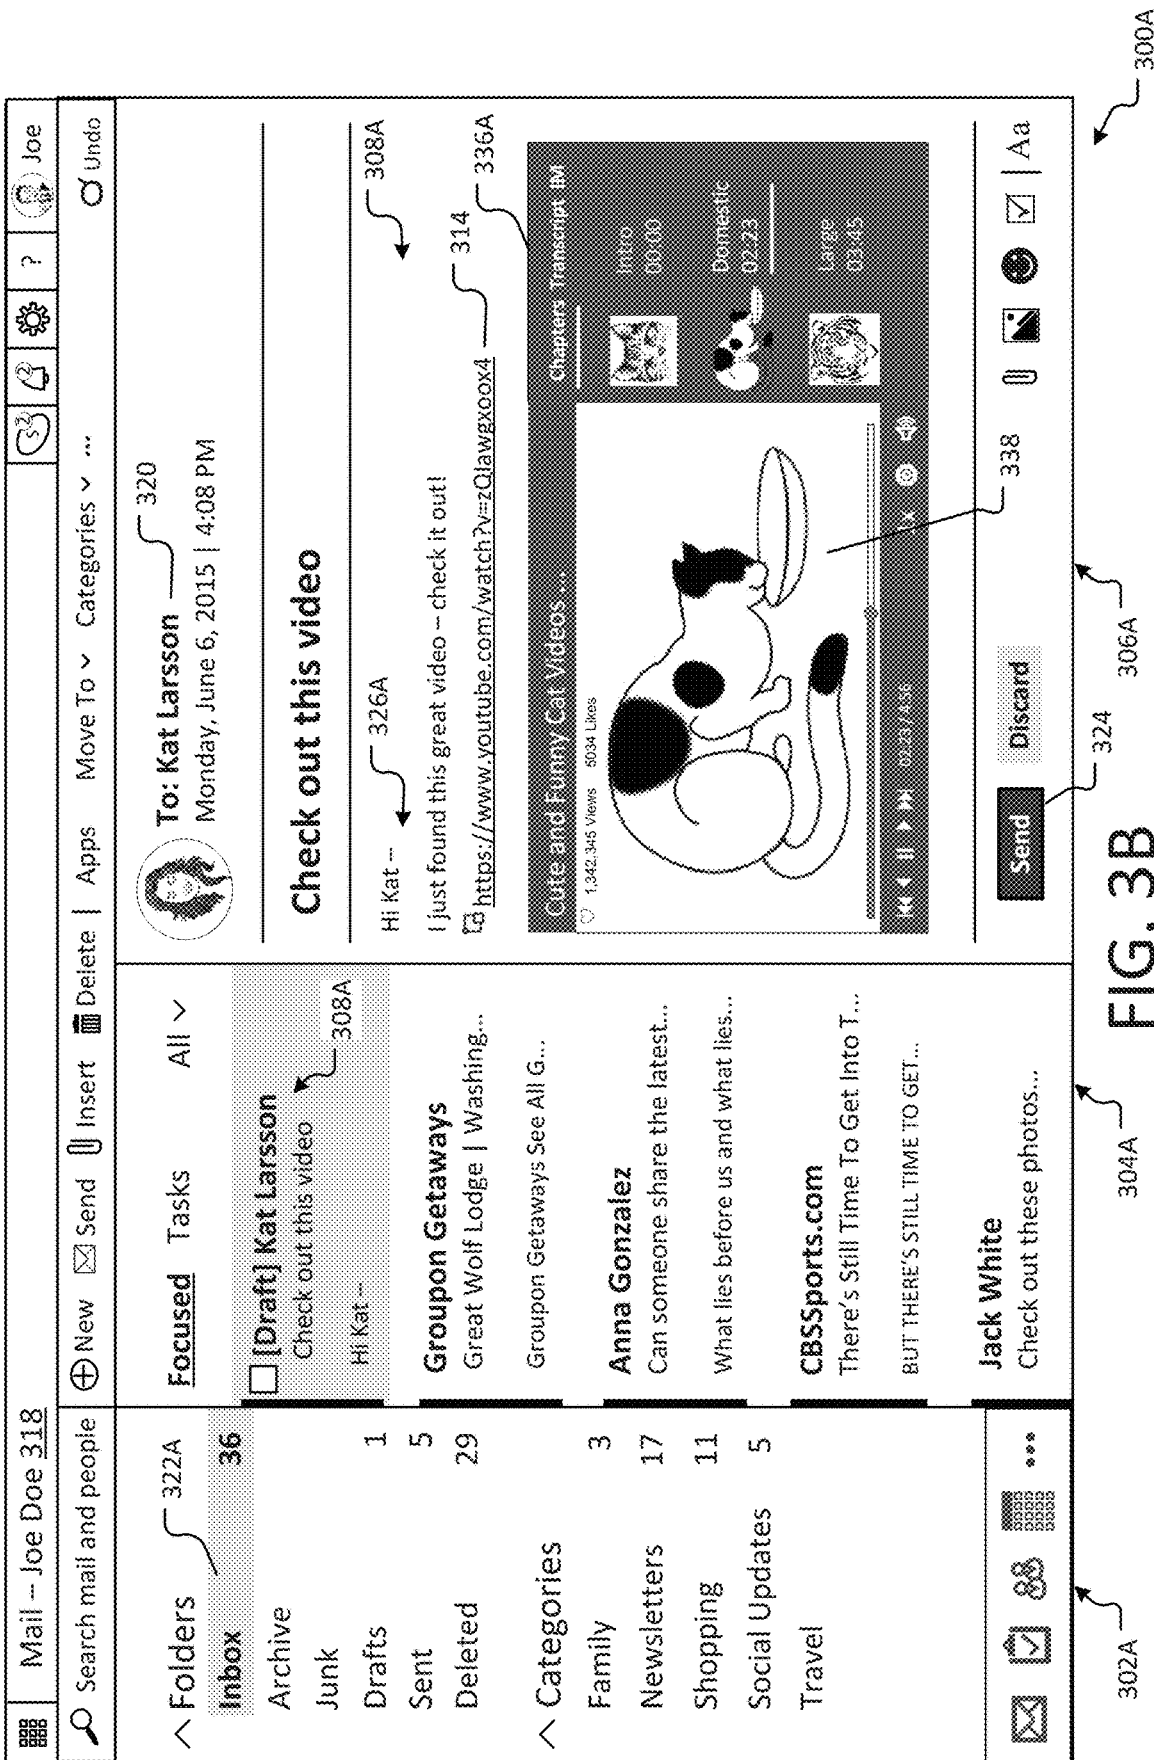 Mail – Joe Doe 318
? Joe
Search mail and people
New Send Insert Delete | Apps Move To Categories ... Undo
Folders
322A
Inbox 36
Archive
Junk
Drafts 1
Sent 5
Deleted 29
Categories
Family 3
Newsletters 17
Shopping 11
Social Updates 5
Travel
302A
Focused Tasks All
[Draft] Kat Larsson
Check out this video
308A
Hi Kat –
Groupon Getaways
Great Wolf Lodge | Washing...
Groupon Getaways See All G...
Anna Gonzalez
Can someone share the latest...
What lies before us and what lies...
CBSSports.com
There's Still Time To Get Into T...
BUT THERE'S STILL TIME TO GET...
Jack White
Check out these photos...
304A
To: Kat Larsson 320
Monday, June 6, 2015 | 4:08 PM
Check out this video
Hi Kat – 326A 308A
I just found this great video – check it out!
https://www.youtube.com/watch?v=zQJawgxoox4 314
336A
Cute and Funny Cat Videos ...
Chapters Transcript IM
1,342,345 Views 5034 Likes
Intro
00:00
Domestic
02:23
Large
03:45
338
Send Discard | Aa
324
306A
300A
FIG. 3B